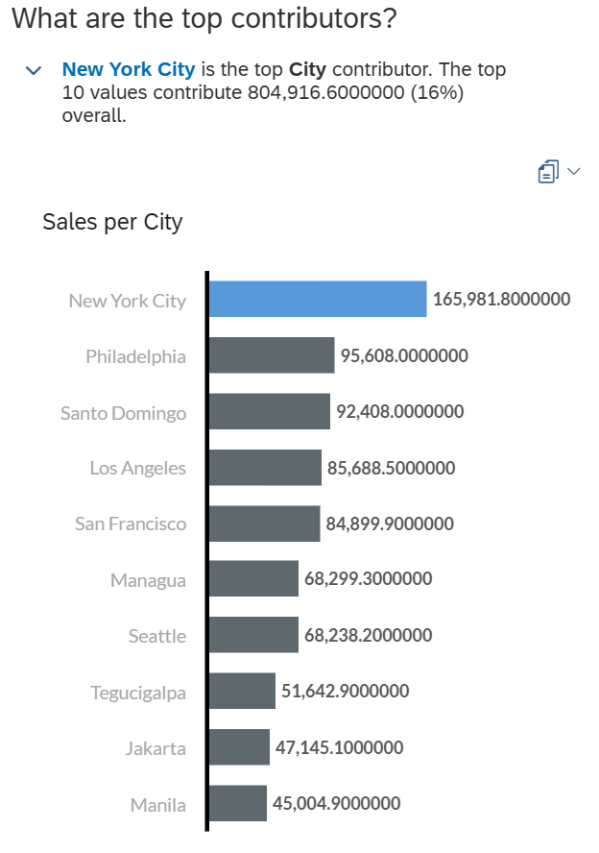 What are the top contributors?
New York City is the top City contributor. The top
10 values contribute 804,916.6000000 (16%)
overall.
Sales per City
New York City 165,981.8000000
Philadelphia 95,608.0000000
Santo Domingo 92,408.0000000
Los Angeles 85,688.5000000
San Francisco 84,899.9000000
Managua 68,299.3000000
Seattle 68,238.2000000
Tegucigalpa 51,642.9000000
Jakarta 47,145.1000000
Manila 45,004.9000000